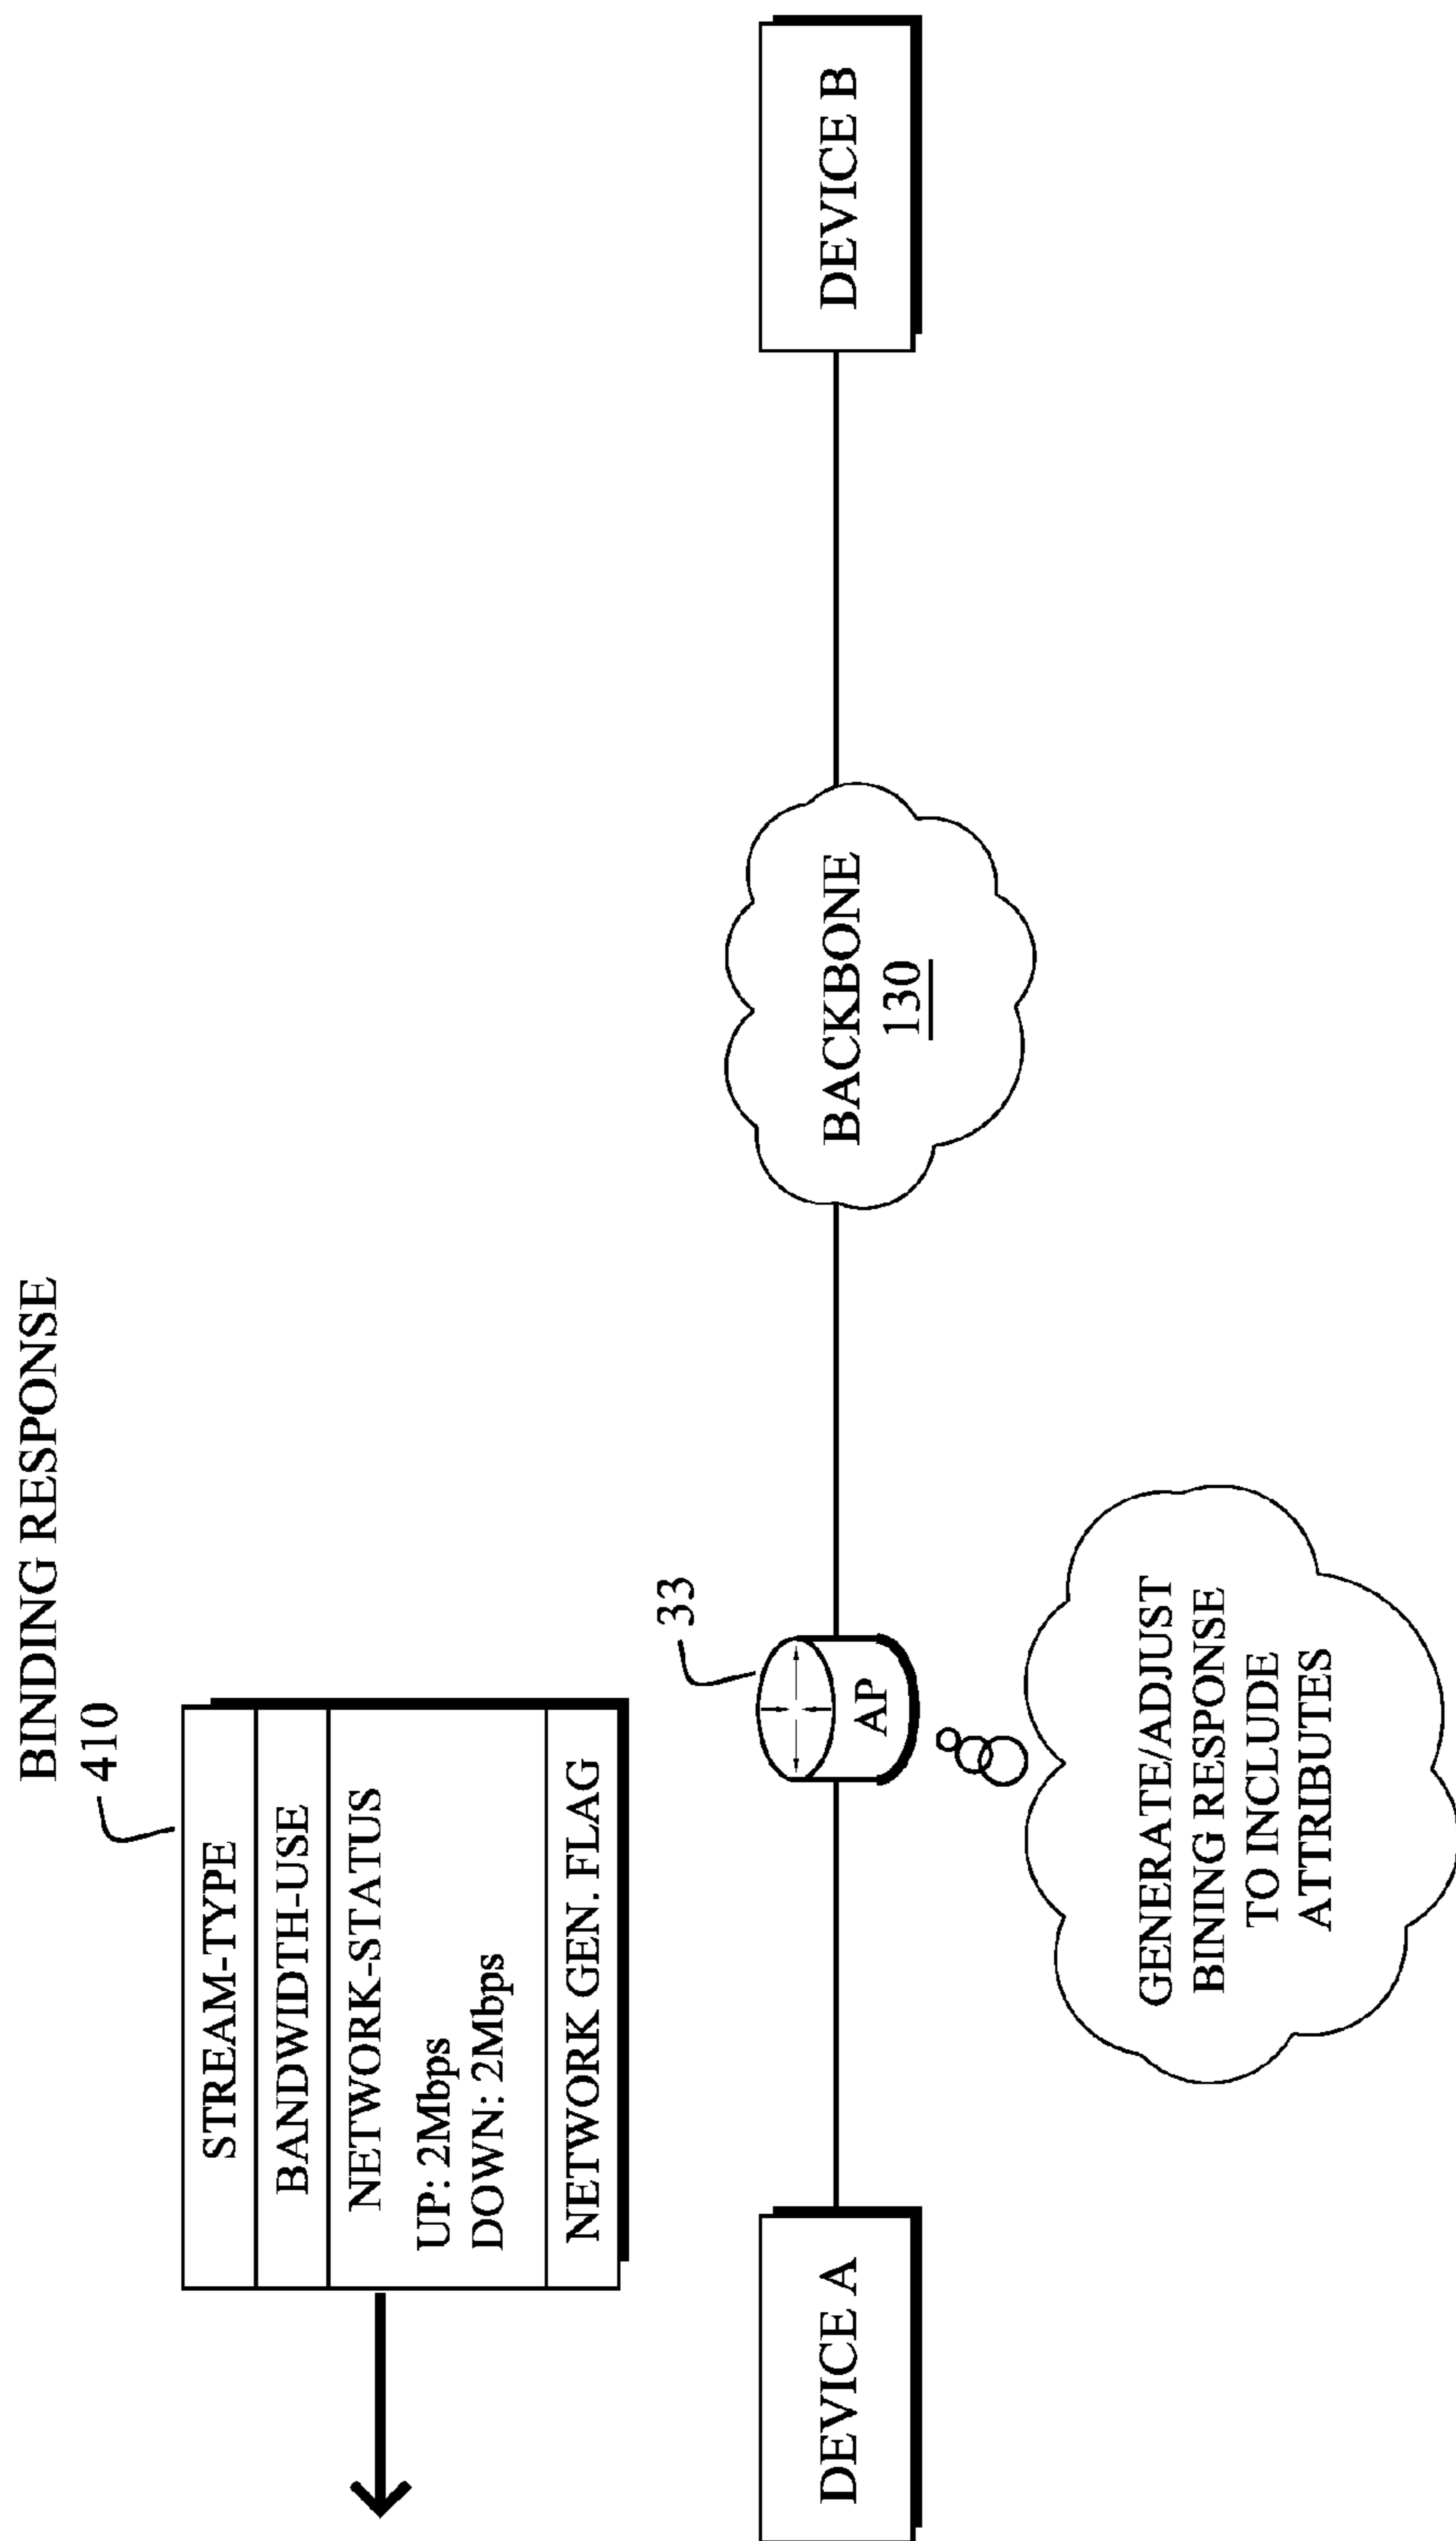 BINDING RESPONSE
410
STREAM-TYPE
BANDWIDTH-USE
NETWORK-STATUS
UP: 2Mbps
DOWN: 2Mbps
NETWORK GEN. FLAG
33
DEVICE A
AP
BACKBONE
130
DEVICE B
GENERATE/ADJUST
BINING RESPONSE
TO INCLUDE
ATTRIBUTES